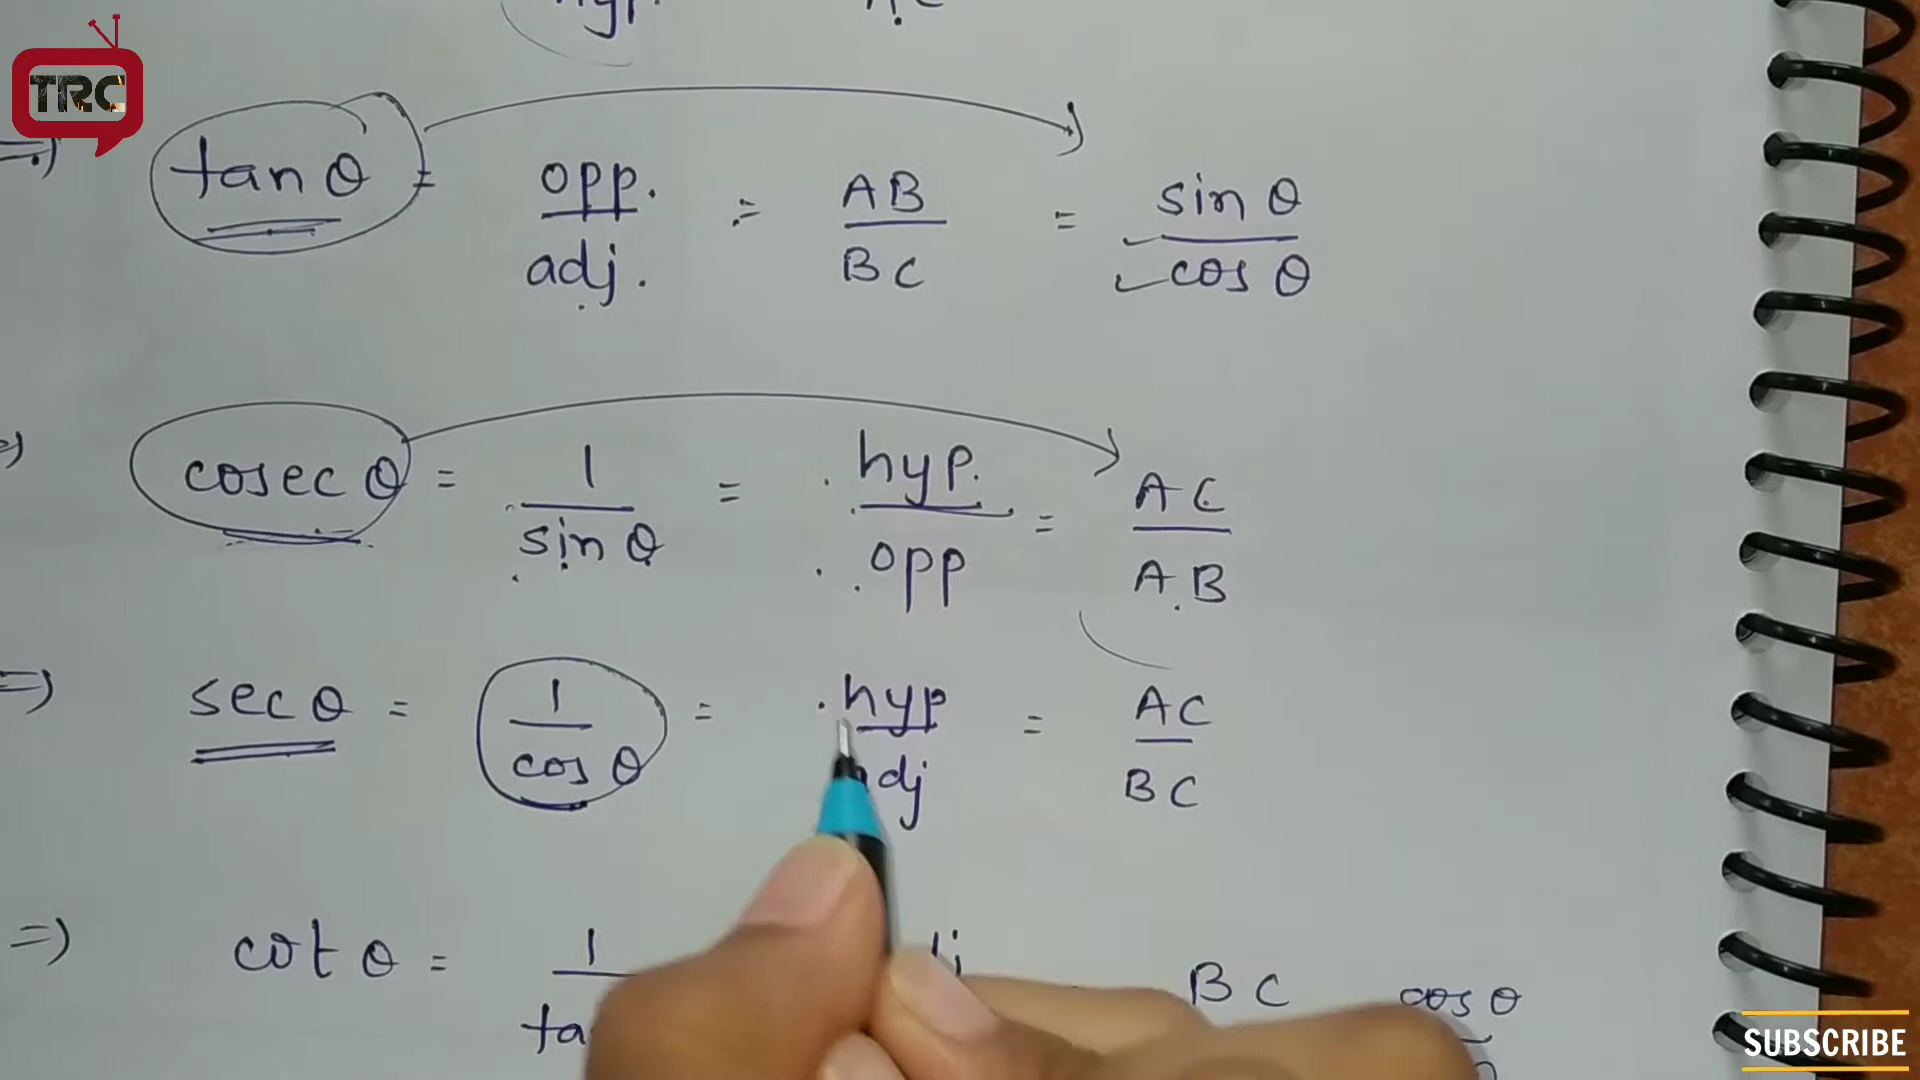 hyp.
TRC
=) tan θ = opp. / adj. = AB / BC = sin θ / cos θ
cosec θ = 1 / sin θ = hyp. / opp = AC / AB
=) sec θ = 1 / cos θ = hyp / adj = AC / BC
=) cot θ = 1 BC cos θ
SUBSCRIBE